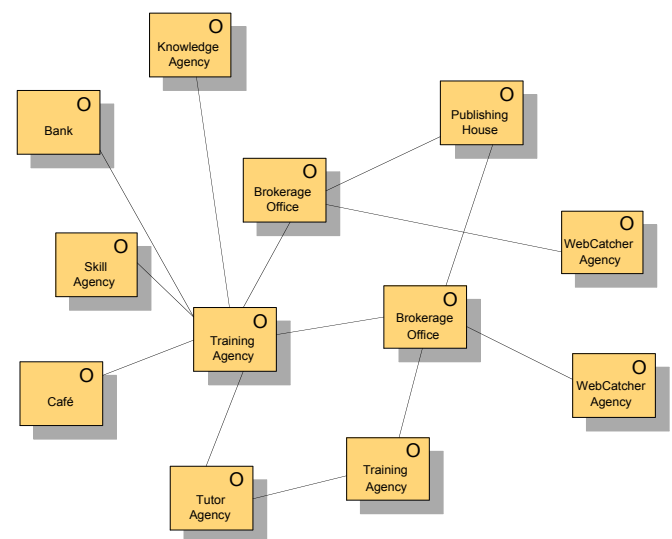 O
Knowledge
Agency
O
Bank
O
Publishing
House
O
Brokerage
Office
O
WebCatcher
Agency
O
Skill
Agency
O
Brokerage
Office
O
Training
Agency
O
WebCatcher
Agency
O
Café
O
Training
Agency
O
Tutor
Agency